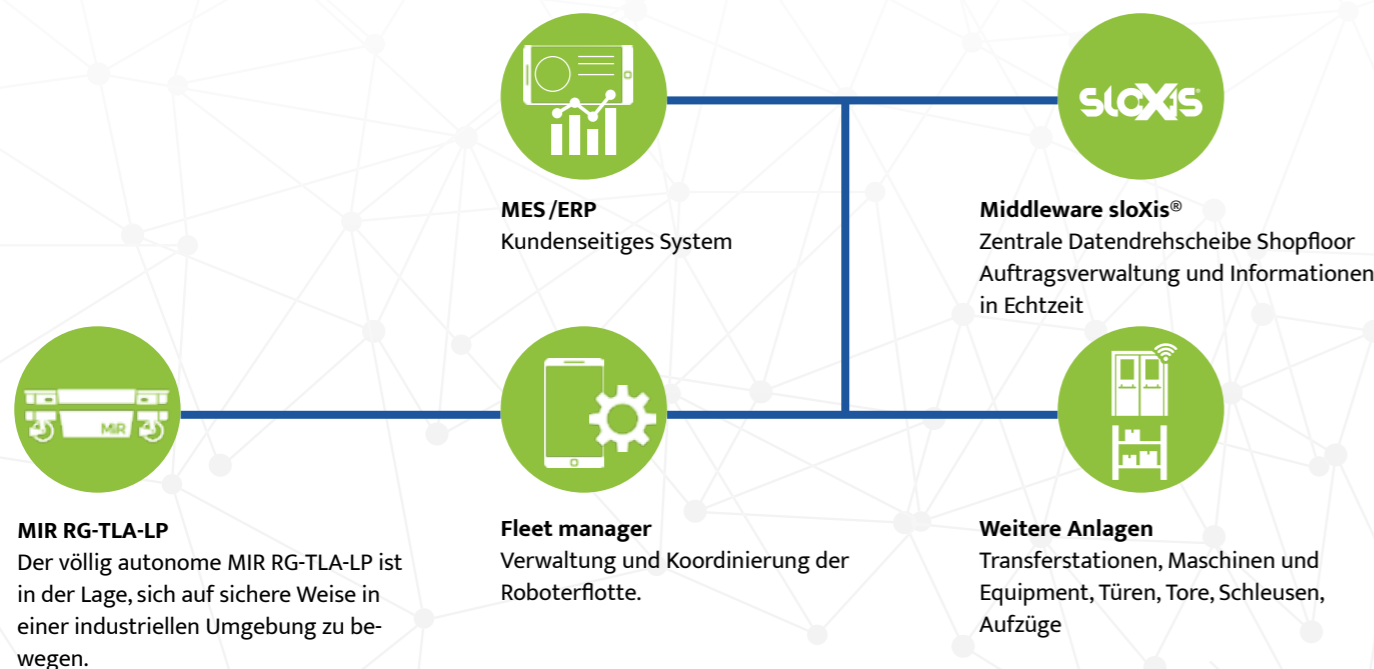 sloXis
MES /ERP
Kundenseitiges System
Middleware sloXis®
Zentrale Datendrehscheibe Shopfloor
Auftragsverwaltung und Informationen
in Echtzeit
MiR
MIR RG-TLA-LP
Der völlig autonome MIR RG-TLA-LP ist
in der Lage, sich auf sichere Weise in
einer industriellen Umgebung zu be-
wegen.
Fleet manager
Verwaltung und Koordinierung der
Roboterflotte.
Weitere Anlagen
Transferstationen, Maschinen und
Equipment, Türen, Tore, Schleusen,
Aufzüge